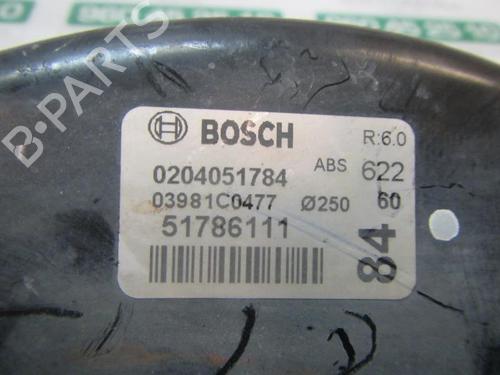 BOSCH
R:6.0
0204051784 ABS 622
03981C0477 Ø250 60
51786111
84
B-PARTS